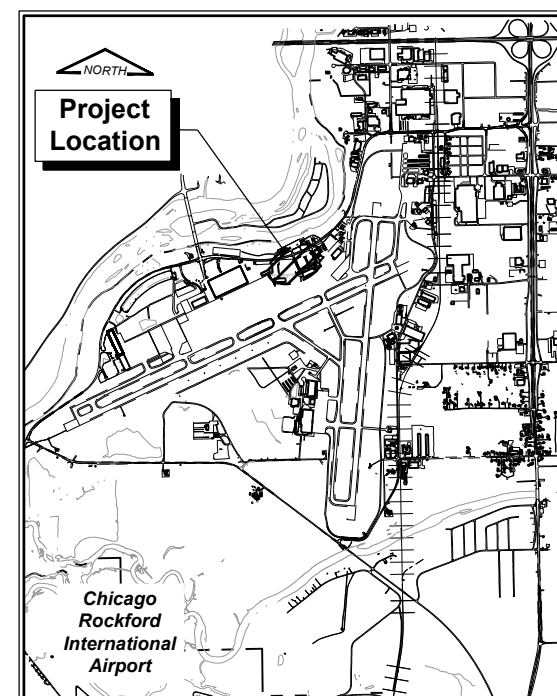 NORTH
Project
Location
Chicago
Rockford
International
Airport